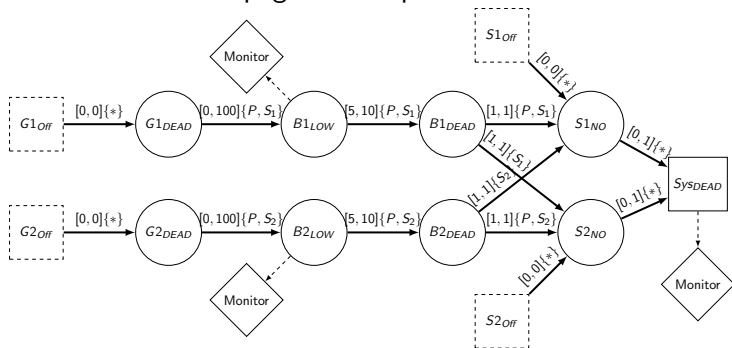 S1Off
Monitor
[0, 0]{*}
G1Off
[0, 0]{*}
G1DEAD
[0, 100]{P, S1}
B1LOW
[5, 10]{P, S1}
B1DEAD
[1, 1]{P, S1}
S1NO
[0, 1]{*}
[1, 1]{S1}
[1, 1]{S2}
SysDEAD
G2Off
[0, 0]{*}
G2DEAD
[0, 100]{P, S2}
B2LOW
[5, 10]{P, S2}
B2DEAD
[1, 1]{P, S2}
S2NO
[0, 1]{*}
[0, 0]{*}
Monitor
Monitor
S2Off